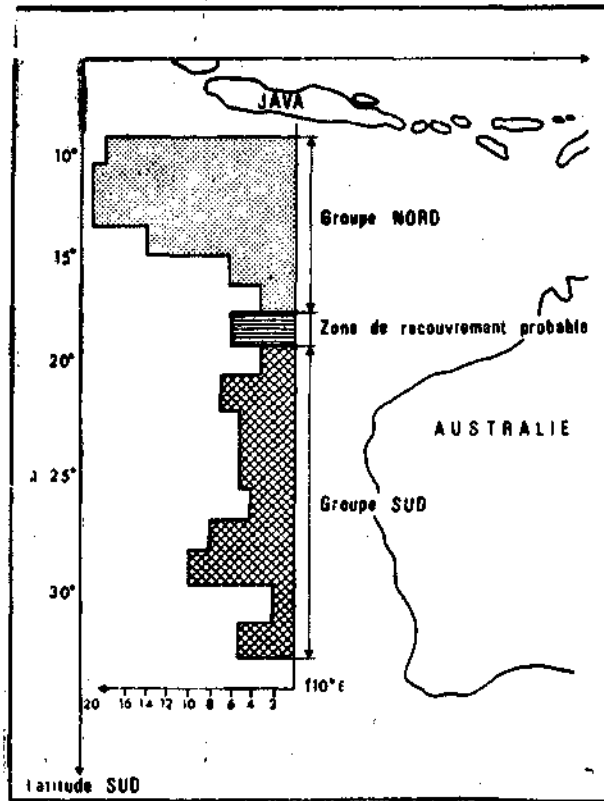 JAVA
10°
Groupe NORD
15°
Zone de recouvrement probable
20°
AUSTRALIE
25°
Groupe SUD
30°
110°E
20 16 14 12 10 8 6 4 2
Latitude SUD